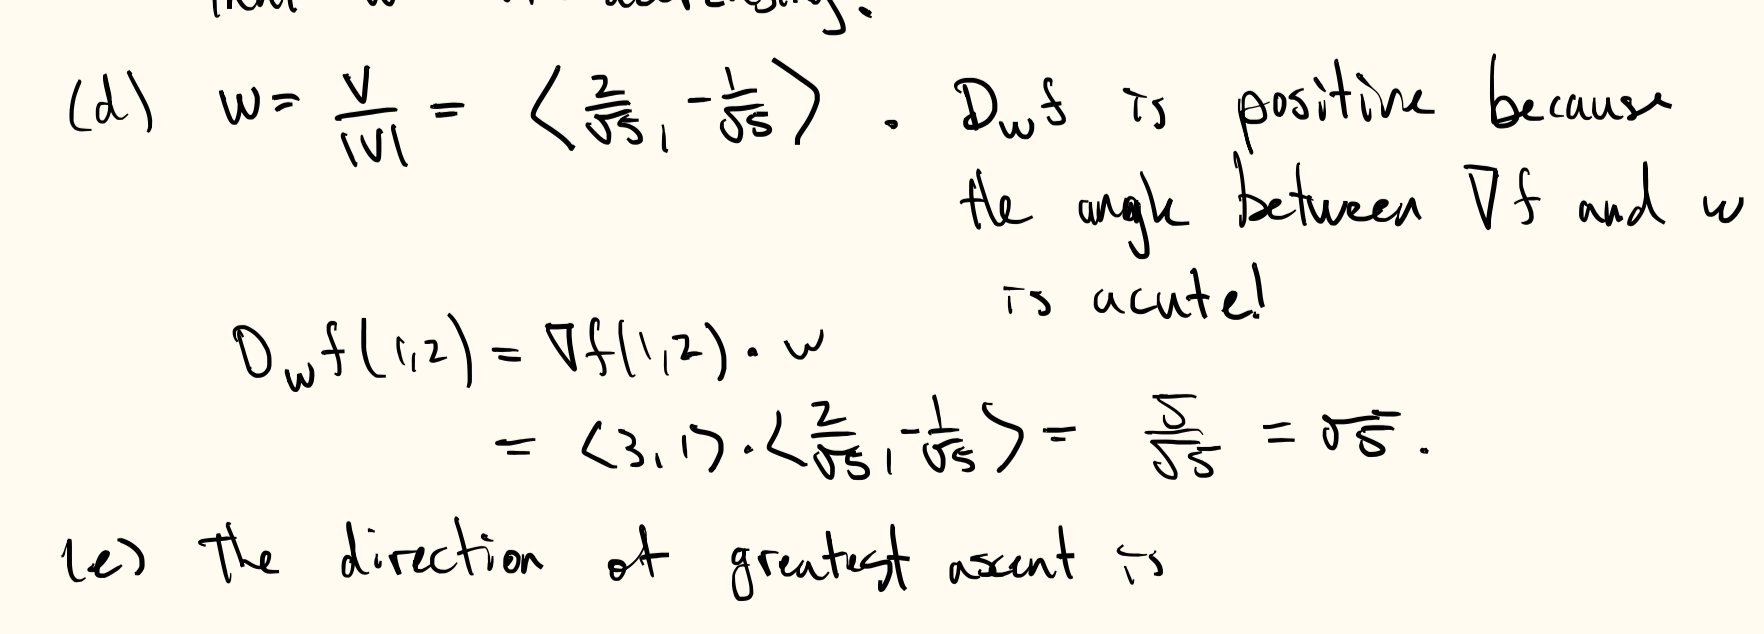 (d) w = V/|V| = ⟨2/√5, -1/√5⟩ . D_w f is positive because
the angle between ∇f and w
is acute!
D_w f(1,2) = ∇f(1,2) · w
= ⟨3,1⟩ · ⟨2/√5, -1/√5⟩ = 5/√5 = √5 .
(e) The direction of greatest ascent is